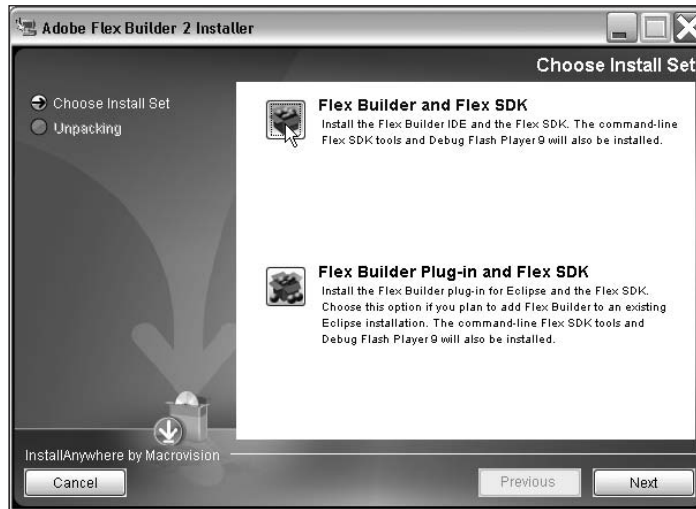 Adobe Flex Builder 2 Installer
Choose Install Set
Choose Install Set
Unpacking
Flex Builder and Flex SDK
Install the Flex Builder IDE and the Flex SDK. The command-line
Flex SDK tools and Debug Flash Player 9 will also be installed.
Flex Builder Plug-in and Flex SDK
Install the Flex Builder plug-in for Eclipse and the Flex SDK.
Choose this option if you plan to add Flex Builder to an existing
Eclipse installation. The command-line Flex SDK tools and
Debug Flash Player 9 will also be installed.
InstallAnywhere by Macrovision
Cancel
Previous
Next